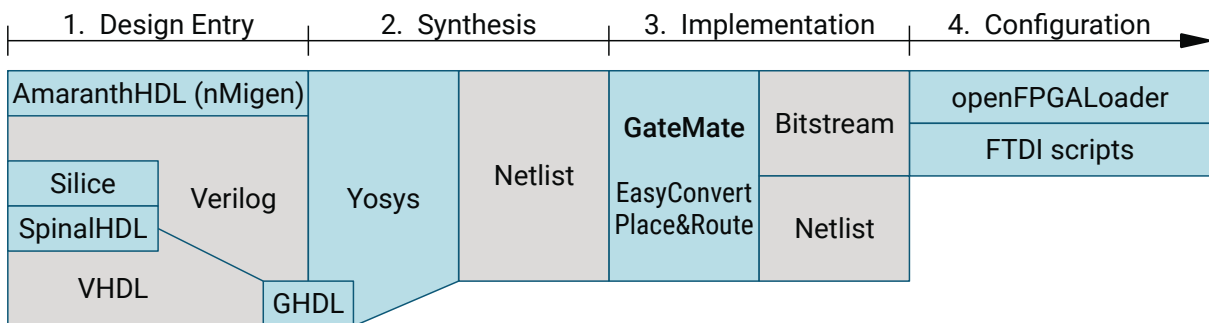 1. Design Entry
2. Synthesis
3. Implementation
4. Configuration
AmaranthHDL (nMigen)
Silice
SpinalHDL
Verilog
VHDL
GHDL
Yosys
Netlist
GateMate
EasyConvert
Place&Route
Bitstream
Netlist
openFPGALoader
FTDI scripts